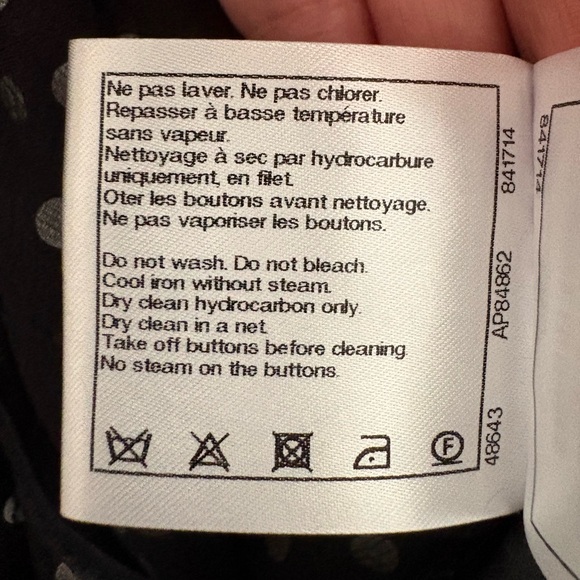 Ne pas laver. Ne pas chlorer.
Repasser à basse température
sans vapeur.
Nettoyage à sec par hydrocarbure
uniquement, en filet.
Oter les boutons avant nettoyage.
Ne pas vaporiser les boutons.
Do not wash. Do not bleach.
Cool iron without steam.
Dry clean hydrocarbon only.
Dry clean in a net.
Take off buttons before cleaning.
No steam on the buttons.
F
48643 AP84862 841714
841714